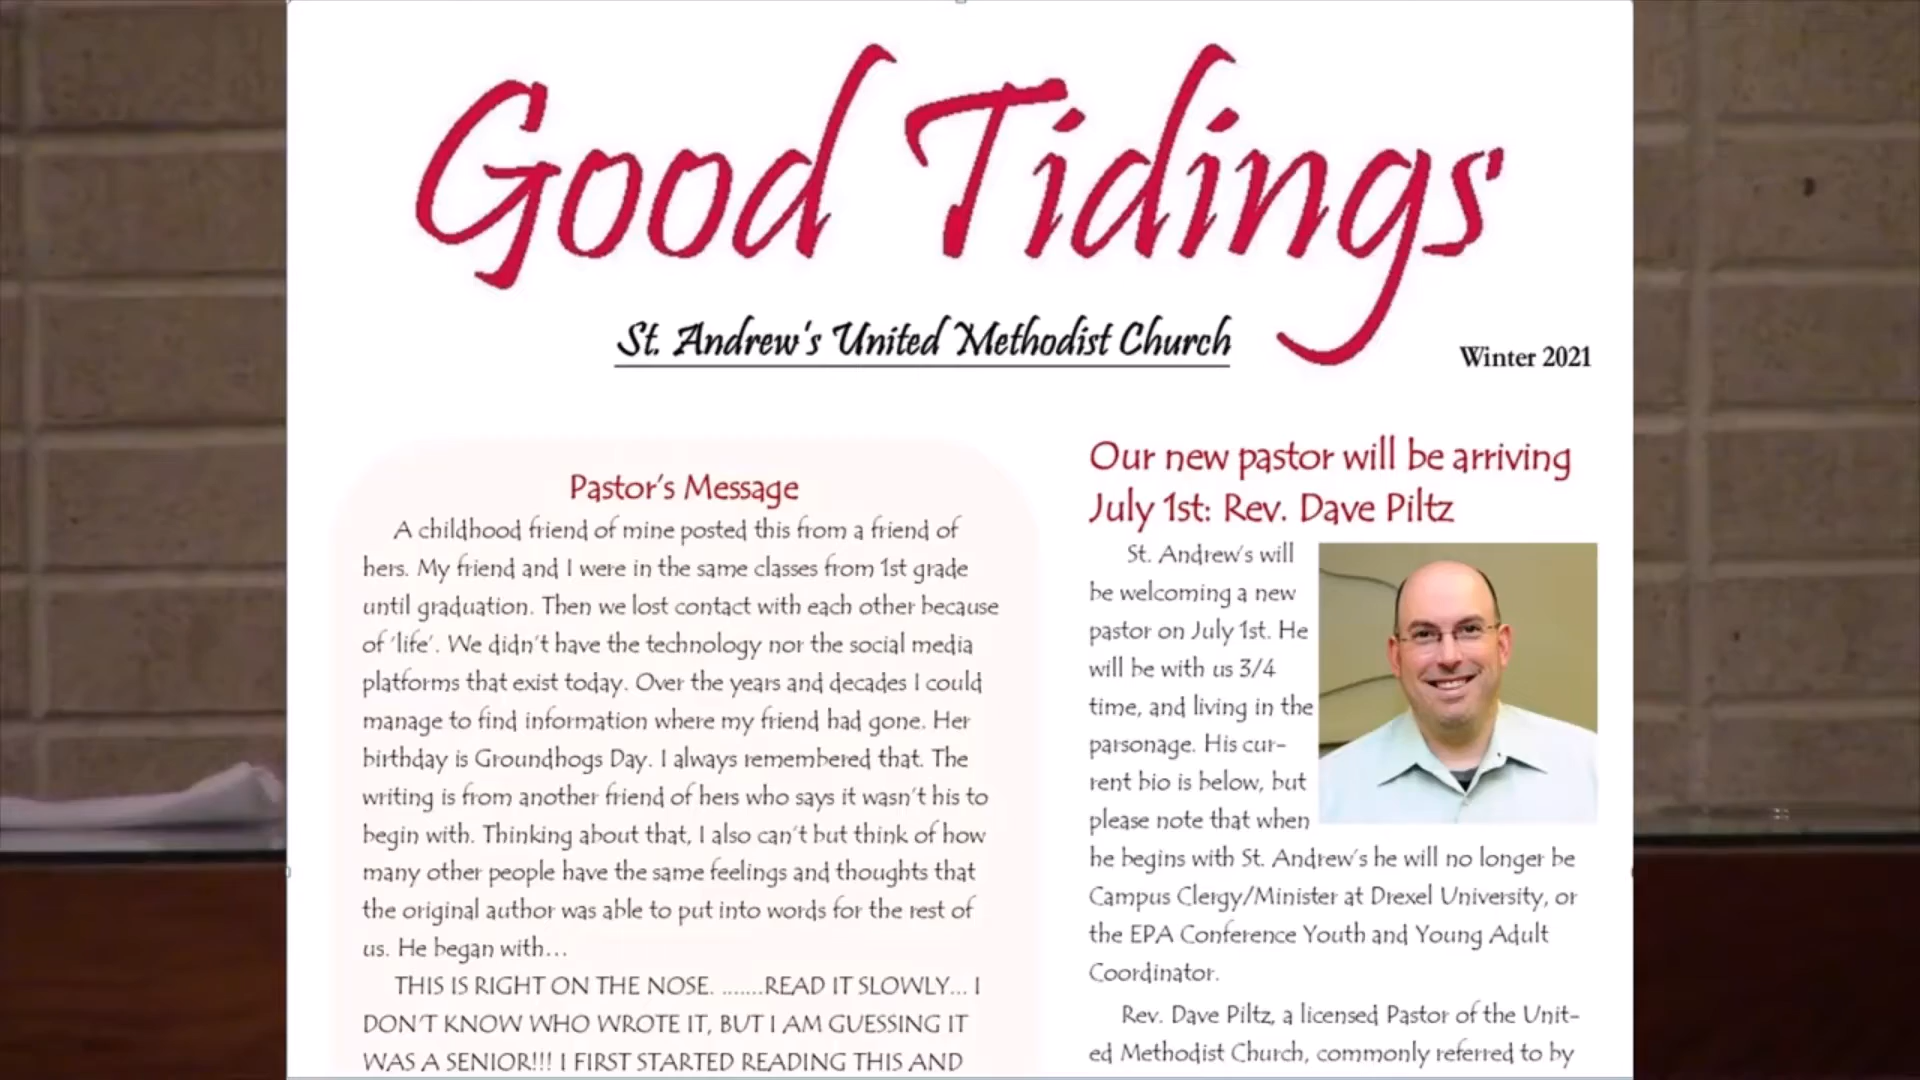 Good Tidings
St. Andrew's United Methodist Church
Winter 2021
Pastor's Message
A childhood friend of mine posted this from a friend of
hers. My friend and I were in the same classes from 1st grade
until graduation. Then we lost contact with each other because
of 'life'. We didn't have the technology nor the social media
platforms that exist today. Over the years and decades I could
manage to find information where my friend had gone. Her
birthday is Groundhogs Day. I always remembered that. The
writing is from another friend of hers who says it wasn't his to
begin with. Thinking about that, I also can't but think of how
many other people have the same feelings and thoughts that
the original author was able to put into words for the rest of
us. He began with...
THIS IS RIGHT ON THE NOSE. .......READ IT SLOWLY... I
DON'T KNOW WHO WROTE IT, BUT I AM GUESSING IT
WAS A SENIOR!!! I FIRST STARTED READING THIS AND
Our new pastor will be arriving
July 1st: Rev. Dave Piltz
St. Andrew's will
be welcoming a new
pastor on July 1st. He
will be with us 3/4
time, and living in the
parsonage. His cur-
rent bio is below, but
please note that when
he begins with St. Andrew's he will no longer be
Campus Clergy/Minister at Drexel University, or
the EPA Conference Youth and Young Adult
Coordinator.
Rev. Dave Piltz, a licensed Pastor of the Unit-
ed Methodist Church, commonly referred to by